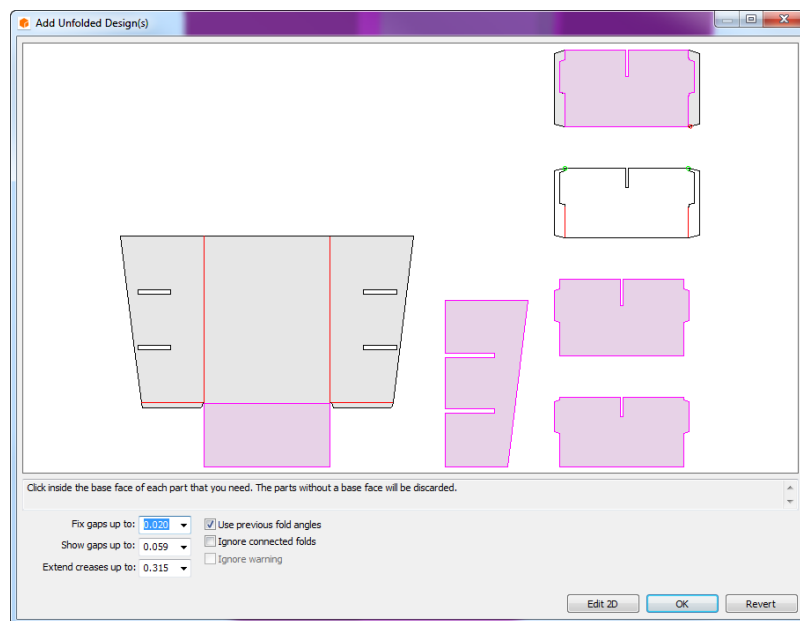 Add Unfolded Design(s)
Click inside the base face of each part that you need. The parts without a base face will be discarded.
Fix gaps up to: 0.020 Use previous fold angles
Show gaps up to: 0.059 Ignore connected folds
Extend creases up to: 0.315 Ignore warning
Edit 2D OK Revert